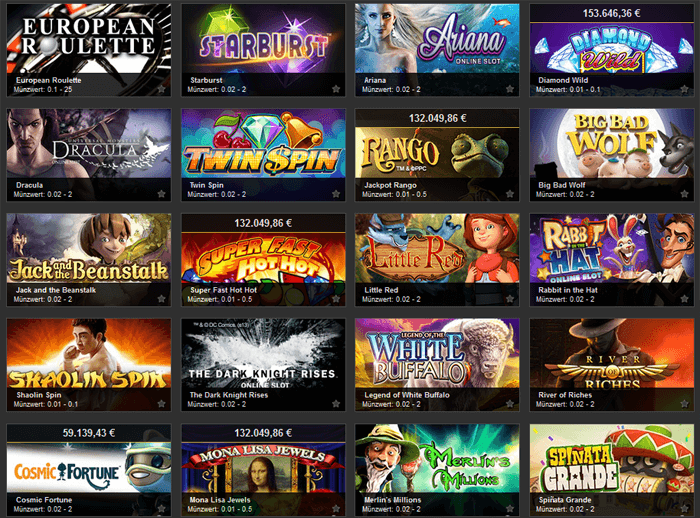 EUROPEAN
ROULETTE
European Roulette
Münzwert: 0.1 - 25
STARBURST
Starburst
Münzwert: 0.02 - 2
Ariana
ONLINE SLOT
Ariana
Münzwert: 0.02 - 2
153.646,36 €
DIAMOND
Wild
Diamond Wild
Münzwert: 0.01 - 0.1
UNIVERSAL MONSTERS
DRACULA
Dracula
Münzwert: 0.02 - 2
TWIN SPIN
Twin Spin
Münzwert: 0.02 - 2
132.049,86 €
RANGO
TM & ©PPC
Jackpot Rango
Münzwert: 0.01 - 0.5
BIG BAD
WOLF
Big Bad Wolf
Münzwert: 0.02 - 2
Jack and the Beanstalk
Jack and the Beanstalk
Münzwert: 0.02 - 2
132.049,86 €
SUPER FAST
HOT HOT
Super Fast Hot Hot
Münzwert: 0.01 - 0.5
Little Red
Little Red
Münzwert: 0.02 - 2
RABBIT
IN THE
HAT
ONLINE SLOT
Rabbit in the Hat
Münzwert: 0.02 - 2
SHAOLIN SPIN
Shaolin Spin
Münzwert: 0.01 - 0.1
™ & © DC Comics. (s13)
THE DARK KNIGHT RISES
ONLINE SLOT
The Dark Knight Rises
Münzwert: 0.02 - 2
LEGEND OF THE
WHITE
BUFFALO
Legend of White Buffalo
Münzwert: 0.02 - 2
RIVER
OF
RICHES
River of Riches
Münzwert: 0.02 - 2
59.139,43 €
COSMIC FORTUNE
Cosmic Fortune
132.049,86 €
MONA LISA JEWELS
Mona Lisa Jewels
Münzwert: 0.01 - 0.5
MERLIN'S
MILLIONS
Merlin's Millions
Münzwert: 0.02 - 2
SPIÑATA
GRANDE
Spiñata Grande
Münzwert: 0.02 - 2